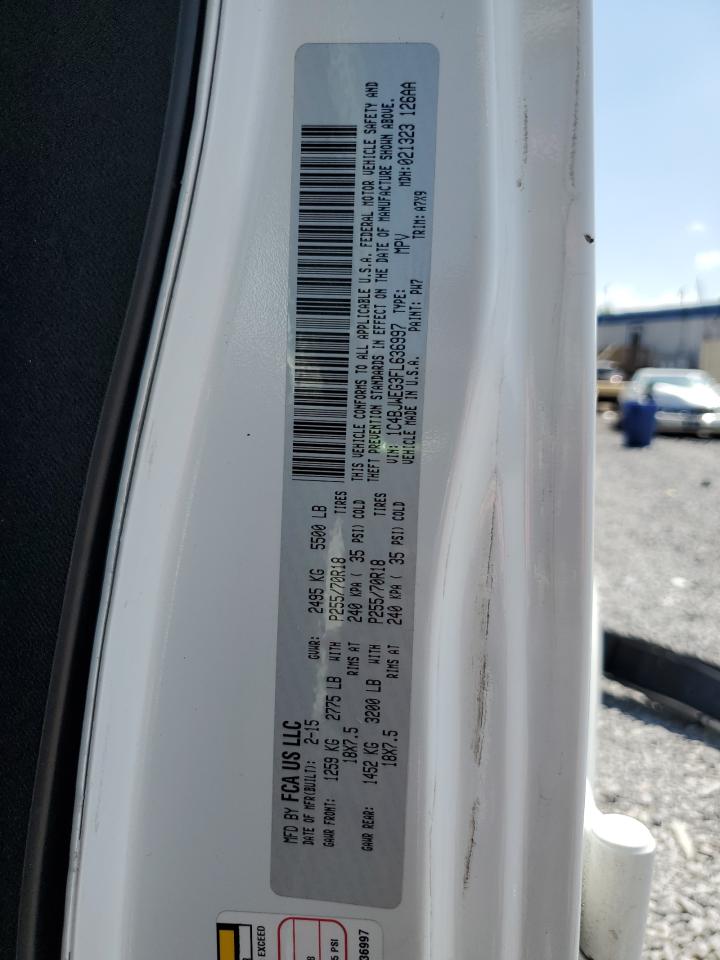 MFD BY FCA US LLC
DATE OF MFR(BUILT): 2-15 GVWR: 2495 KG 5500 LB
GAWR FRONT: 1259 KG 2775 LB WITH P255/70R18 TIRES
18X7.5 RIMS AT 240 KPA ( 35 PSI) COLD
GAWR REAR: 1452 KG 3200 LB WITH P255/70R18 TIRES
18X7.5 RIMS AT 240 KPA ( 35 PSI) COLD
THIS VEHICLE CONFORMS TO ALL APPLICABLE U.S.A. FEDERAL MOTOR VEHICLE SAFETY AND
THEFT PREVENTION STANDARDS IN EFFECT ON THE DATE OF MANUFACTURE SHOWN ABOVE.
VIN: 1C4BJWEG3FL636997 TYPE: MPV MDH:021323 126AA
VEHICLE MADE IN U.S.A. PAINT: PW7 TRIM: A7X9
EXCEED
5 PSI
36997